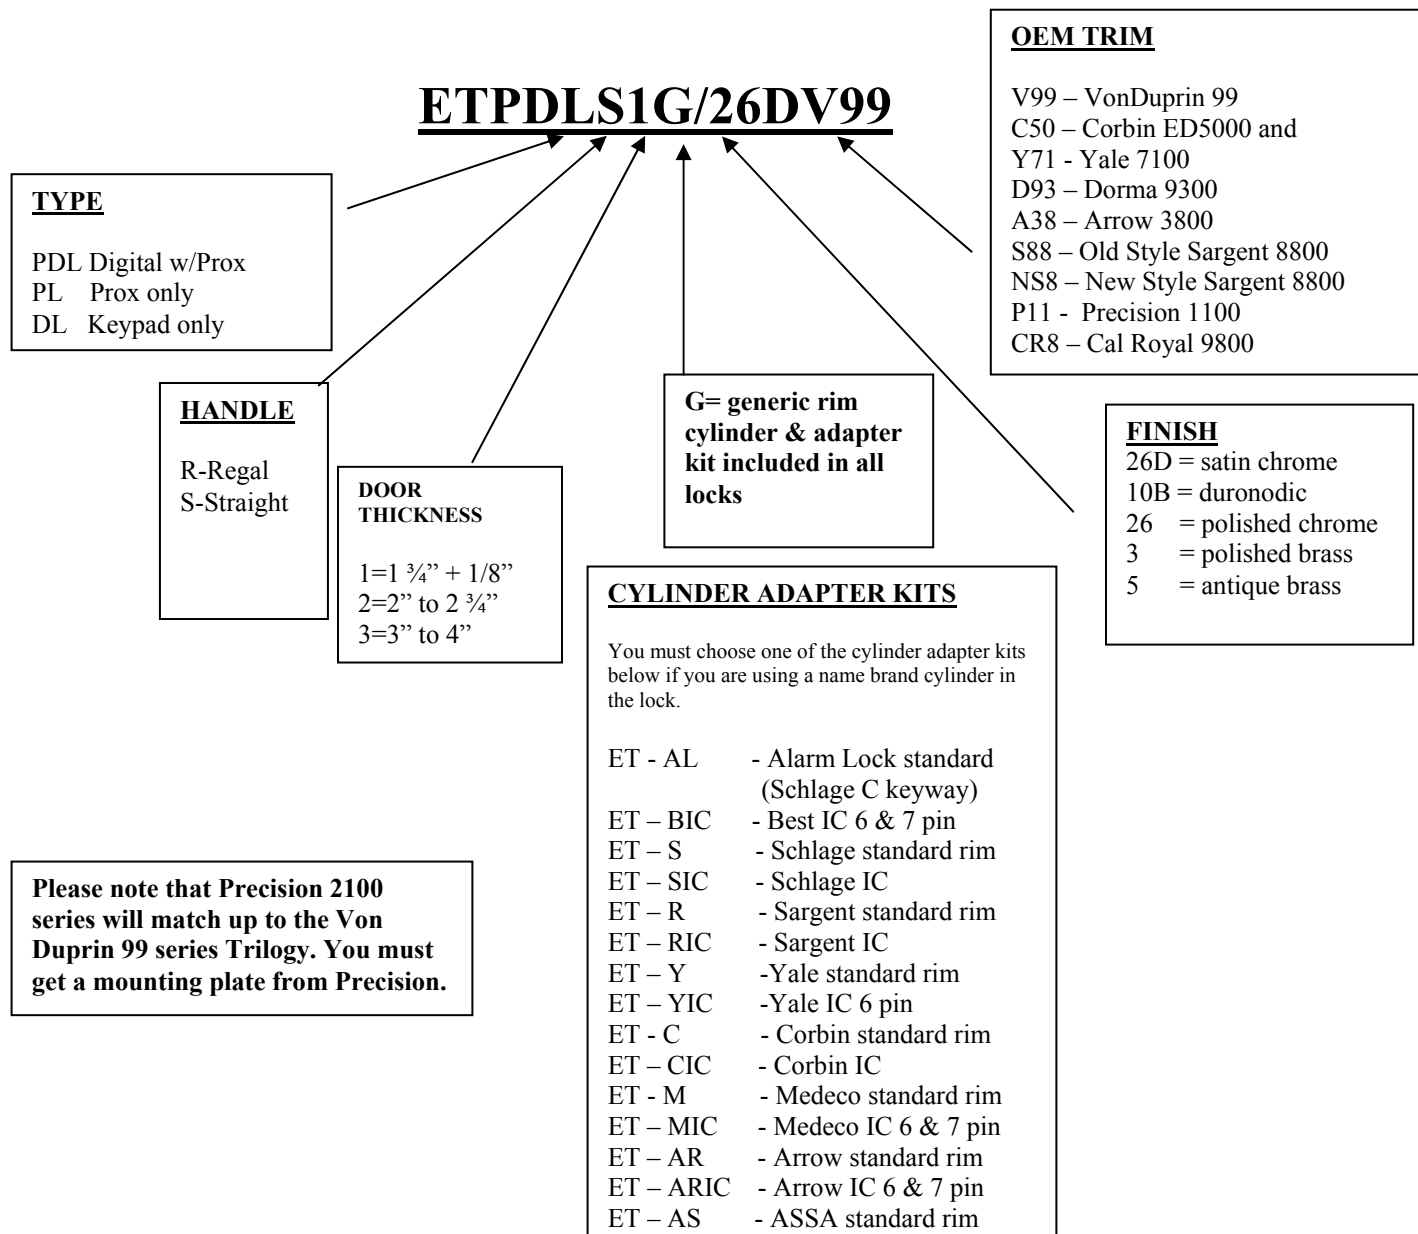 ETPDLS1G/26DV99
OEM TRIM
V99 – VonDuprin 99
C50 – Corbin ED5000 and
Y71 - Yale 7100
D93 – Dorma 9300
A38 – Arrow 3800
S88 – Old Style Sargent 8800
NS8 – New Style Sargent 8800
P11 - Precision 1100
CR8 – Cal Royal 9800
TYPE
PDL Digital w/Prox
PL Prox only
DL Keypad only
HANDLE
R-Regal
S-Straight
DOOR
THICKNESS
1=1 ¾” + 1/8”
2=2” to 2 ¾”
3=3” to 4”
G= generic rim
cylinder & adapter
kit included in all
locks
FINISH
26D = satin chrome
10B = duronodic
26 = polished chrome
3 = polished brass
5 = antique brass
CYLINDER ADAPTER KITS
You must choose one of the cylinder adapter kits
below if you are using a name brand cylinder in
the lock.
ET - AL - Alarm Lock standard
(Schlage C keyway)
ET – BIC - Best IC 6 & 7 pin
ET – S - Schlage standard rim
ET – SIC - Schlage IC
ET – R - Sargent standard rim
ET – RIC - Sargent IC
ET – Y -Yale standard rim
ET – YIC -Yale IC 6 pin
ET - C - Corbin standard rim
ET – CIC - Corbin IC
ET - M - Medeco standard rim
ET – MIC - Medeco IC 6 & 7 pin
ET – AR - Arrow standard rim
ET – ARIC - Arrow IC 6 & 7 pin
ET – AS - ASSA standard rim
Please note that Precision 2100
series will match up to the Von
Duprin 99 series Trilogy. You must
get a mounting plate from Precision.